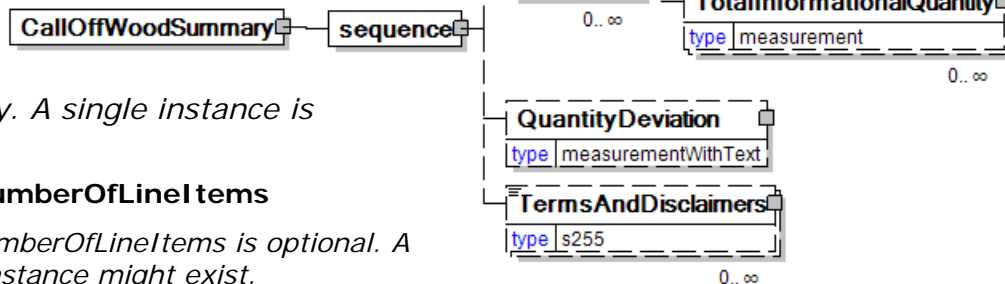 CallOffWoodSummary
sequence
0.. ∞
TotalInformationalQuantity
type measurement
0.. ∞
y. A single instance is
QuantityDeviation
type measurementWithText
umberOfLineItems
mberOfLineItems is optional. A
nstance might exist.
TermsAndDisclaimers
type s255
0.. ∞